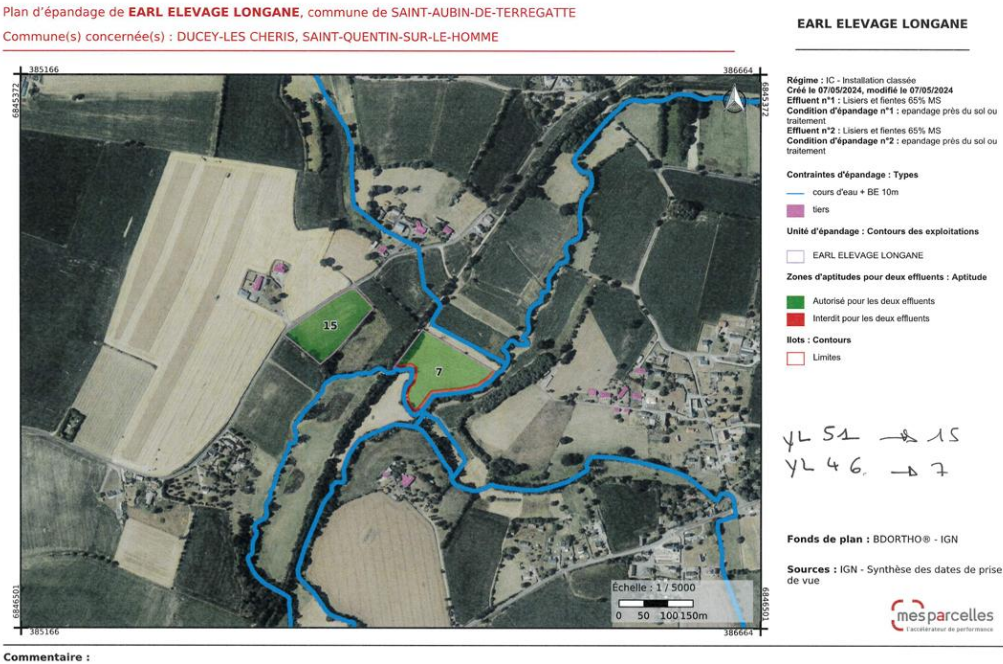 Plan d'épandage de EARL ELEVAGE LONGANE, commune de SAINT-AUBIN-DE-TERREGATTE
Commune(s) concernée(s) : DUCEY-LES CHERIS, SAINT-QUENTIN-SUR-LE-HOMME
EARL ELEVAGE LONGANE
385166
386664
6845372
6845372
15
7
6846501
6846501
385166
386664
Échelle : 1 / 5000
0 50 100 150m
Régime : IC - Installation classée
Créé le 07/05/2024, modifié le 07/05/2024
Effluent n°1 : Lisiers et fientes 65% MS
Condition d'épandage n°1 : epandage près du sol ou
traitement
Effluent n°2 : Lisiers et fientes 65% MS
Condition d'épandage n°2 : epandage près du sol ou
traitement
Contraintes d'épandage : Types
cours d'eau + BE 10m
tiers
Unité d'épandage : Contours des exploitations
EARL ELEVAGE LONGANE
Zones d'aptitudes pour deux effluents : Aptitude
Autorisé pour les deux effluents
Interdit pour les deux effluents
Ilots : Contours
Limites
YL 51 → 15
YL 46. → 7
Fonds de plan : BDORTHO® - IGN
Sources : IGN - Synthèse des dates de prise
de vue
mesparcelles
l'accélérateur de performance
Commentaire :